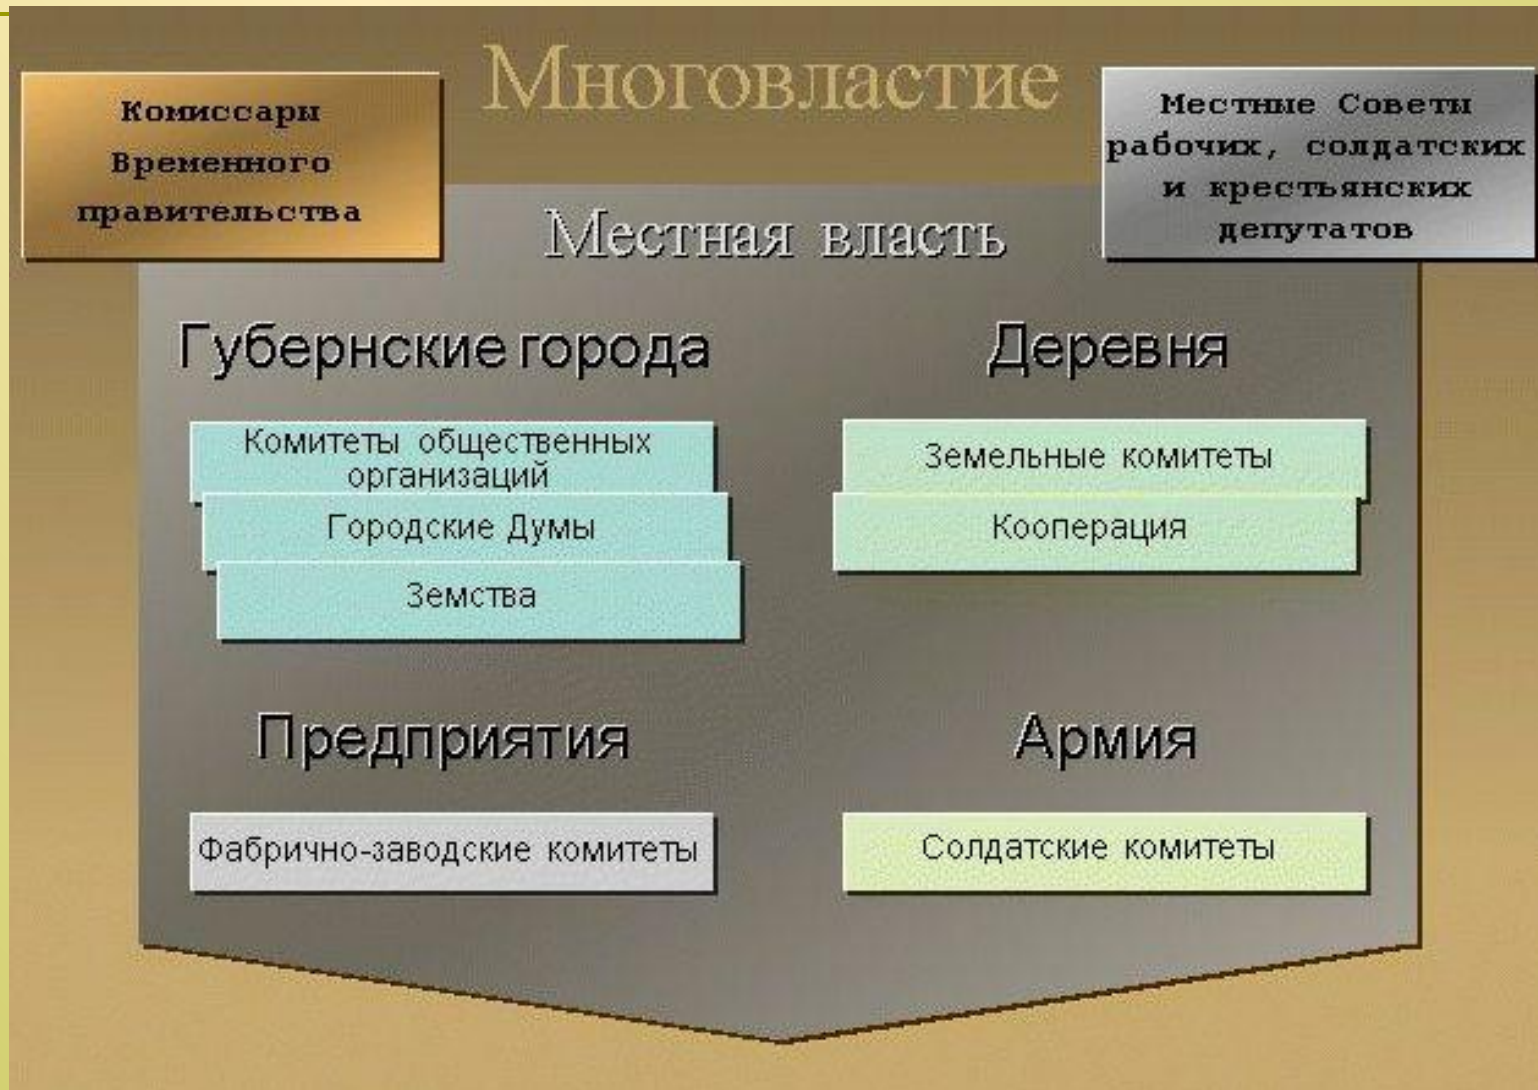 Многовластие
Комиссары
Временного
правительства
Местные Советы
рабочих, солдатских
и крестьянских
депутатов
Местная власть
Губернские города
Комитеты общественных
организаций
Городские Думы
Земства
Деревня
Земельные комитеты
Кооперация
Предприятия
Фабрично-заводские комитеты
Армия
Солдатские комитеты